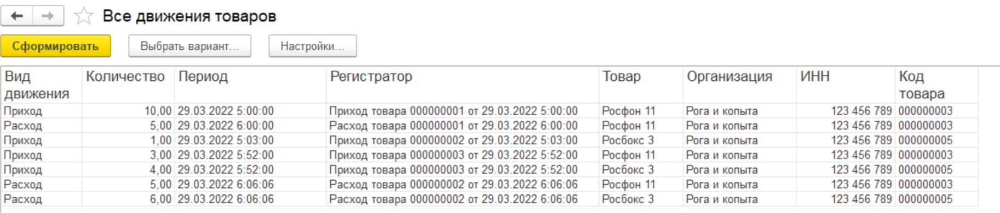 Все движения товаров
Сформировать Выбрать вариант... Настройки...
Вид движения Количество Период Регистратор Товар Организация ИНН Код товара
Приход 10,00 29.03.2022 5:00:00 Приход товара 000000001 от 29.03.2022 5:00:00 Росфон 11 Рога и копыта 123 456 789 000000003
Расход 5,00 29.03.2022 6:00:00 Расход товара 000000001 от 29.03.2022 6:00:00 Росфон 11 Рога и копыта 123 456 789 000000003
Приход 1,00 29.03.2022 5:03:00 Приход товара 000000002 от 29.03.2022 5:03:00 Росбокс 3 Рога и копыта 123 456 789 000000005
Приход 3,00 29.03.2022 5:52:00 Приход товара 000000003 от 29.03.2022 5:52:00 Росфон 11 Рога и копыта 123 456 789 000000003
Приход 4,00 29.03.2022 5:52:00 Приход товара 000000003 от 29.03.2022 5:52:00 Росбокс 3 Рога и копыта 123 456 789 000000005
Расход 5,00 29.03.2022 6:06:06 Расход товара 000000002 от 29.03.2022 6:06:06 Росфон 11 Рога и копыта 123 456 789 000000003
Расход 6,00 29.03.2022 6:06:06 Расход товара 000000002 от 29.03.2022 6:06:06 Росбокс 3 Рога и копыта 123 456 789 000000005